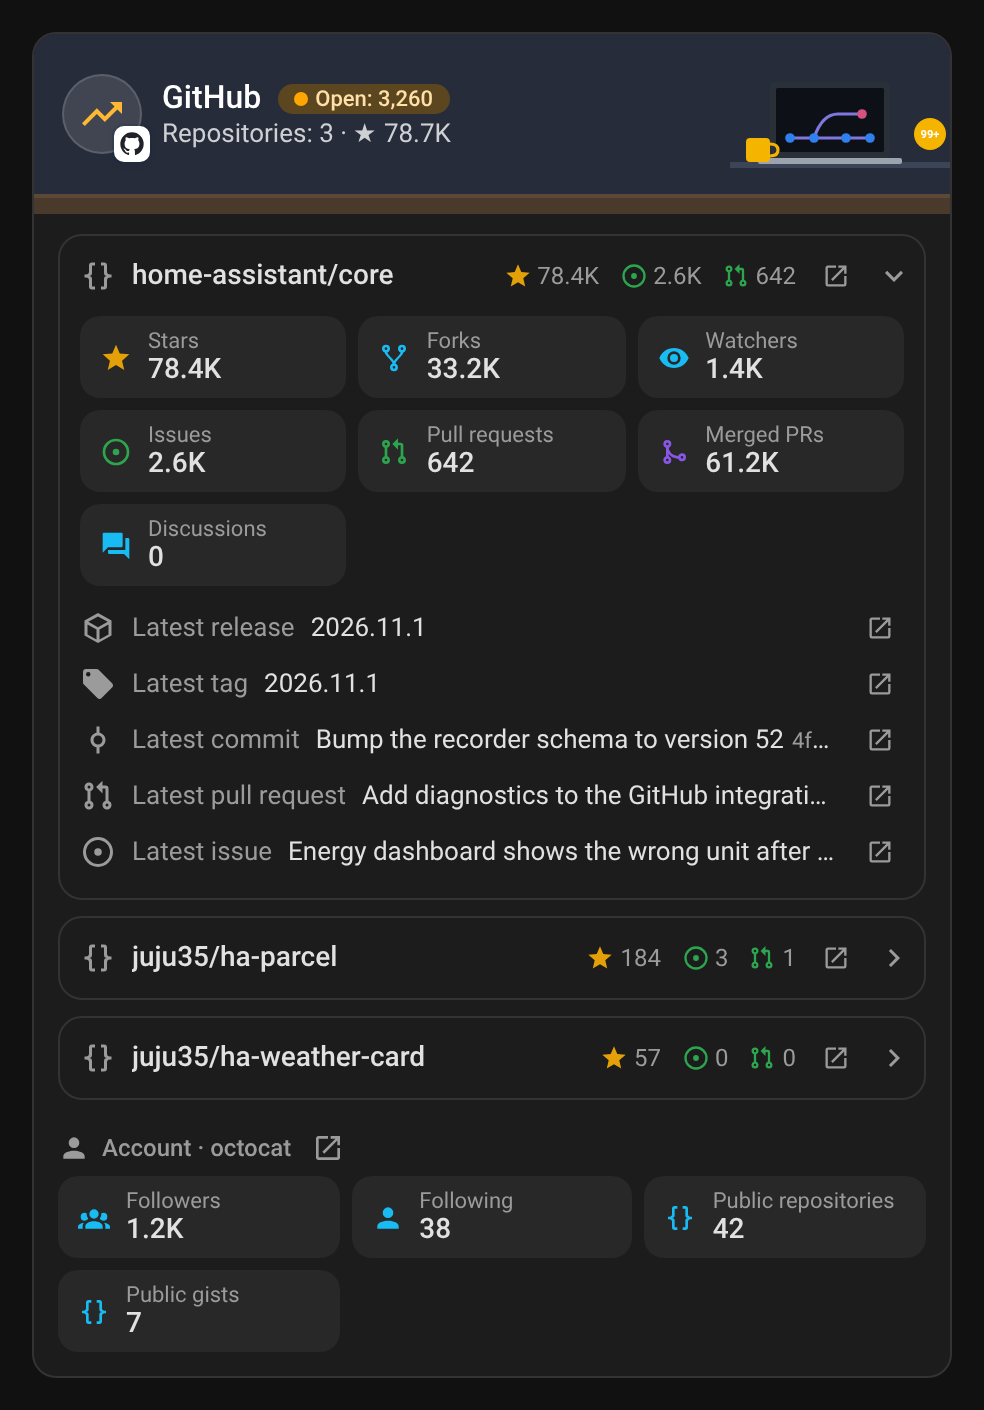 GitHub
Open: 3,260
Repositories: 3 · ★ 78.7K
99+
home-assistant/core
78.4K
2.6K
642
Stars
78.4K
Forks
33.2K
Watchers
1.4K
Issues
2.6K
Pull requests
642
Merged PRs
61.2K
Discussions
0
Latest release 2026.11.1
Latest tag 2026.11.1
Latest commit Bump the recorder schema to version 52 4f…
Latest pull request Add diagnostics to the GitHub integrati…
Latest issue Energy dashboard shows the wrong unit after …
juju35/ha-parcel
184
3
1
juju35/ha-weather-card
57
0
0
Account · octocat
Followers
1.2K
Following
38
Public repositories
42
Public gists
7